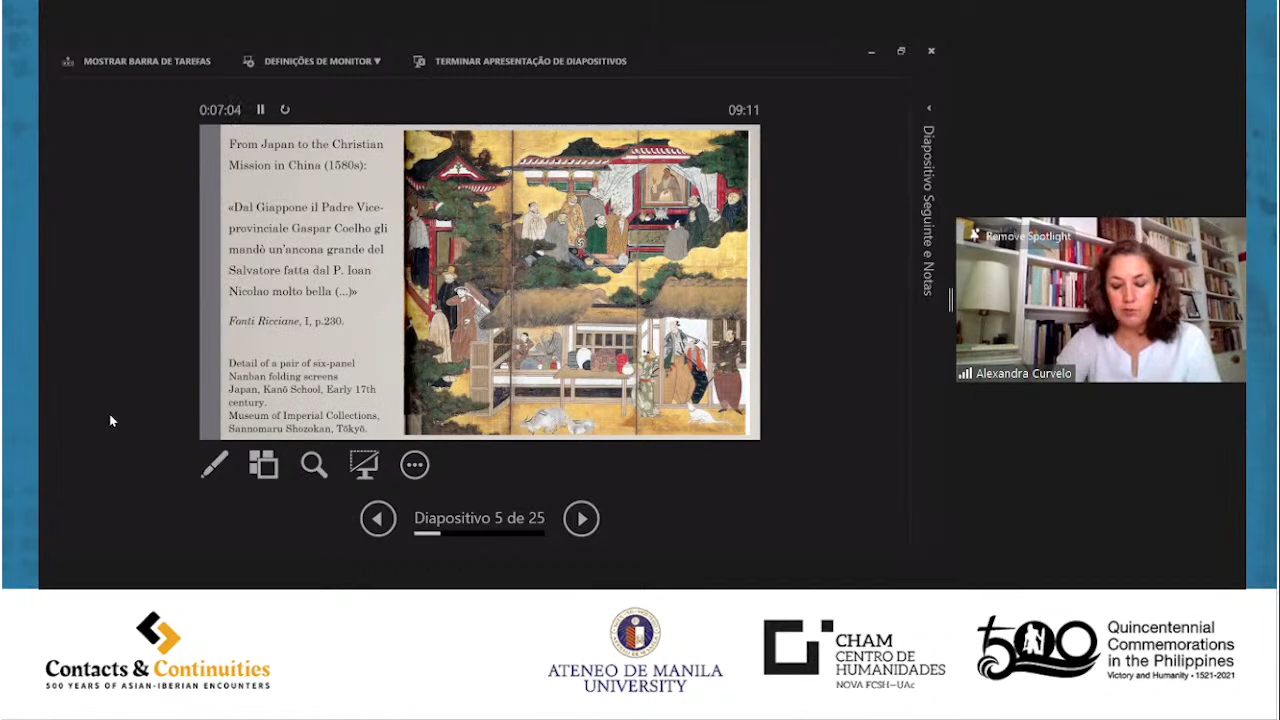 MOSTRAR BARRA DE TAREFAS
DEFINIÇÕES DE MONITOR ▼
TERMINAR APRESENTAÇÃO DE DIAPOSITIVOS
0:07:04
09:11
From Japan to the Christian
Mission in China (1580s):
«Dal Giappone il Padre Vice-
provinciale Gaspar Coelho gli
mandò un'ancona grande del
Salvatore fatta dal P. Ioan
Nicolao molto bella (...)»
Fonti Ricciane, I, p.230.
Detail of a pair of six-panel
Nanban folding screens
Japan, Kanō School, Early 17th
century.
Museum of Imperial Collections,
Sannomaru Shozokan, Tōkyō.
Diapositivo Seguinte e Notas
Diapositivo 5 de 25
Remove Spotlight
Alexandra Curvelo
Contacts & Continuities
500 YEARS OF ASIAN-IBERIAN ENCOUNTERS
ATENEO DE MANILA
UNIVERSITY
CHAM
CENTRO DE
HUMANIDADES
NOVA FCSH—UAc
500
Quincentennial
Commemorations
in the Philippines
Victory and Humanity • 1521-2021